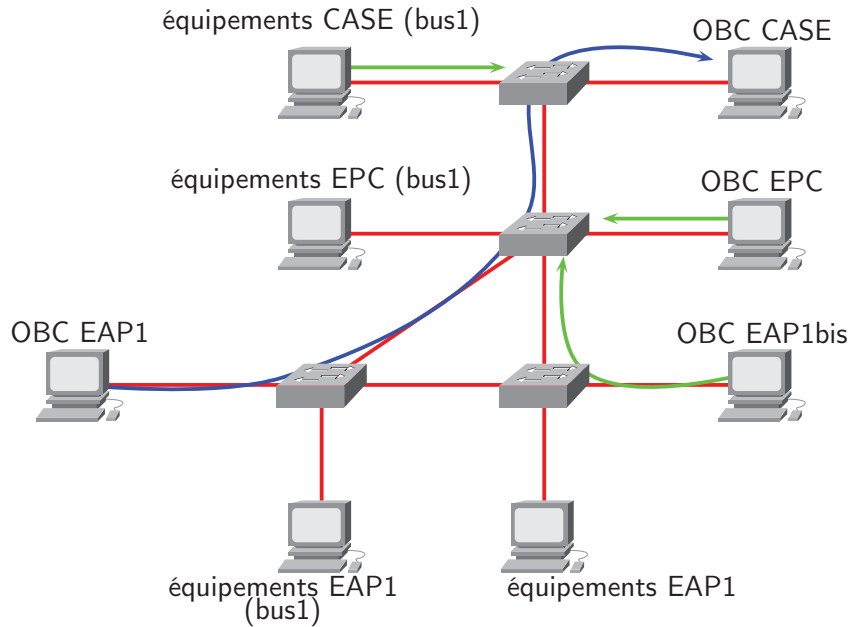 équipements CASE (bus1)
OBC CASE
équipements EPC (bus1)
OBC EPC
OBC EAP1
OBC EAP1bis
équipements EAP1
(bus1)
équipements EAP1